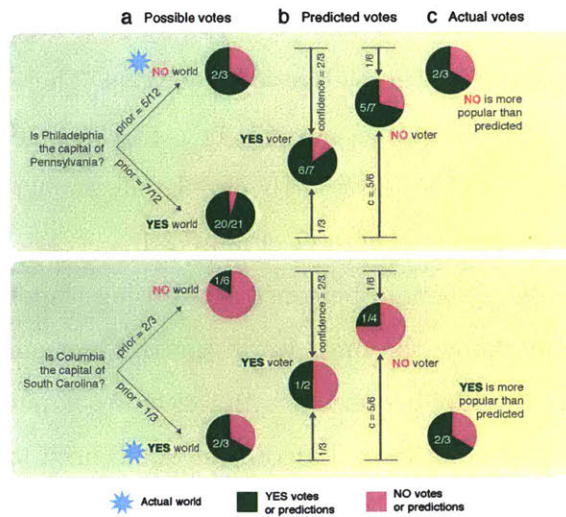 a Possible votes
b Predicted votes
c Actual votes
NO world
2/3
prior = 5/12
Is Philadelphia
the capital of
Pennsylvania?
prior = 7/12
YES world
20/21
confidence = 2/3
YES voter
6/7
1/3
1/6
5/7
NO voter
c = 5/6
2/3
NO is more
popular than
predicted
1/6
NO world
prior = 2/3
Is Columbia
the capital of
South Carolina?
prior = 1/3
YES world
2/3
confidence = 2/3
YES voter
1/2
1/3
1/6
1/4
NO voter
c = 5/6
YES is more
popular than
predicted
2/3
Actual world
YES votes
or predictions
NO votes
or predictions